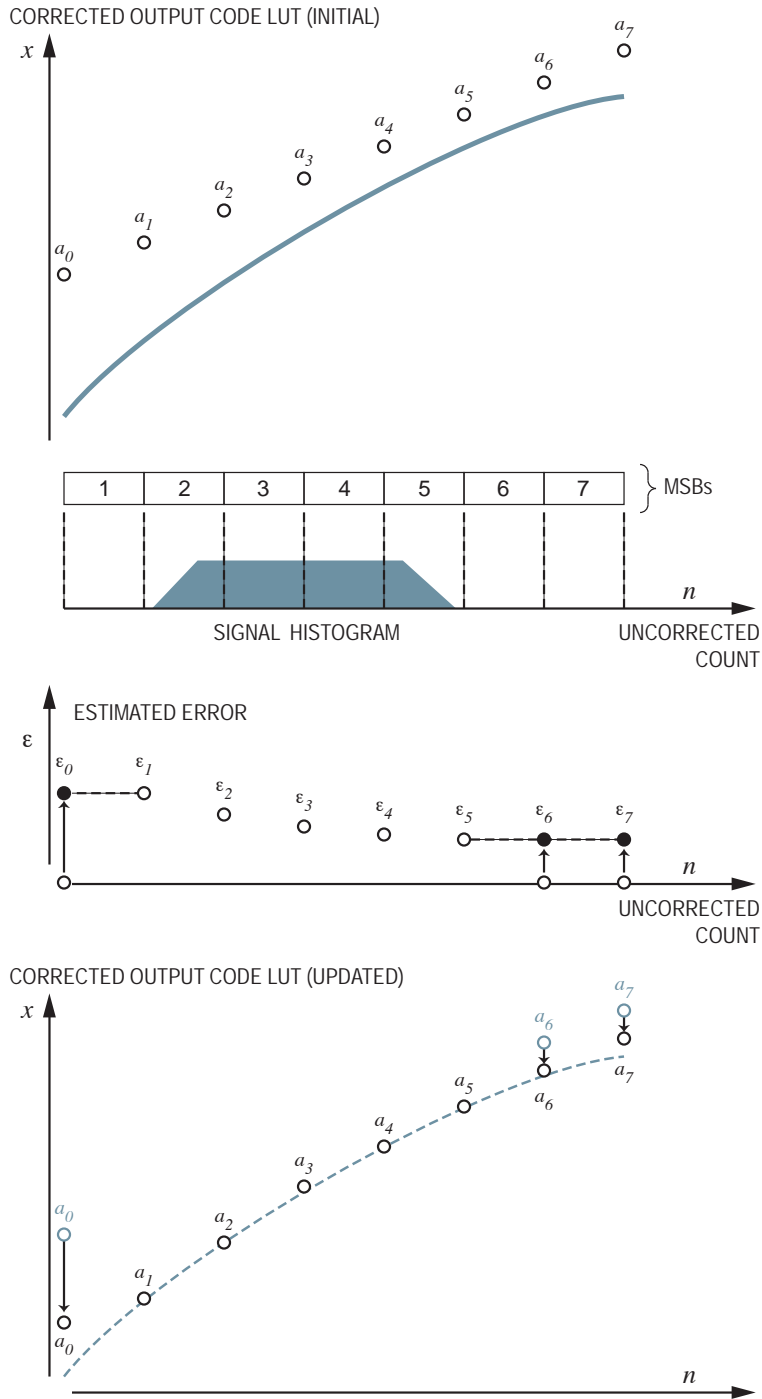 CORRECTED OUTPUT CODE LUT (INITIAL)
x
a0 a1 a2 a3 a4 a5 a6 a7
1 2 3 4 5 6 7 MSBs
n
SIGNAL HISTOGRAM UNCORRECTED
COUNT
ESTIMATED ERROR
ε
ε0 ε1 ε2 ε3 ε4 ε5 ε6 ε7
n
UNCORRECTED
COUNT
CORRECTED OUTPUT CODE LUT (UPDATED)
x
a6 a7
a0
a0 a1 a2 a3 a4 a5 a6 a7
n